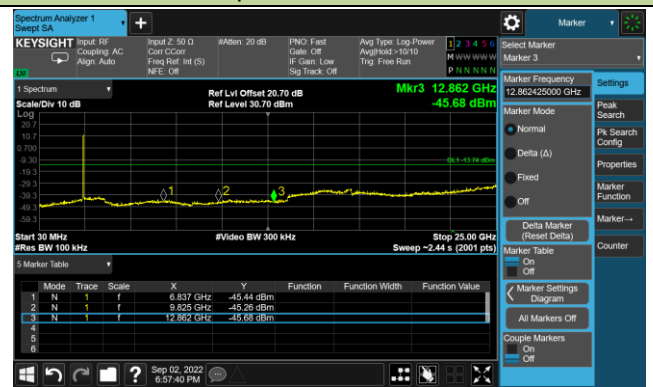 Spectrum Analyzer 1
Swept SA
Marker
KEYSIGHT
Input: RF
Coupling: AC
Align: Auto
Input Z: 50 Ω
Corr CCorr
Freq Ref: Int (S)
NFE: Off
#Atten: 20 dB
PNO: Fast
Gate: Off
IF Gain: Low
Sig Track: Off
Avg Type: Log-Power
Avg|Hold:>10/10
Trig: Free Run
1 2 3 4 5 6
M W W W W W
P N N N N N
LXI
Select Marker
Marker 3
1 Spectrum
Scale/Div 10 dB
Ref Lvl Offset 20.70 dB
Ref Level 30.70 dBm
Mkr3 12.862 GHz
-45.68 dBm
Log
20.7
10.7
0.700
-9.30
-19.3
-29.3
-39.3
-49.3
-59.3
DL1 -13.74 dBm
1
2
3
Start 30 MHz
#Video BW 300 kHz
Stop 25.00 GHz
#Res BW 100 kHz
Sweep ~2.44 s (2001 pts)
5 Marker Table
Mode Trace Scale X Y Function Function Width Function Value
1 N 1 f 6.837 GHz -45.44 dBm
2 N 1 f 9.825 GHz -45.26 dBm
3 N 1 f 12.862 GHz -45.68 dBm
4
5
6
Marker Frequency
12.862425000 GHz
Marker Mode
Normal
Delta (Δ)
Fixed
Off
Delta Marker
(Reset Delta)
Marker Table
On
Off
Marker Settings
Diagram
All Markers Off
Couple Markers
On
Off
Settings
Peak
Search
Pk Search
Config
Properties
Marker
Function
Marker→
Counter
?
Sep 02, 2022
6:57:40 PM